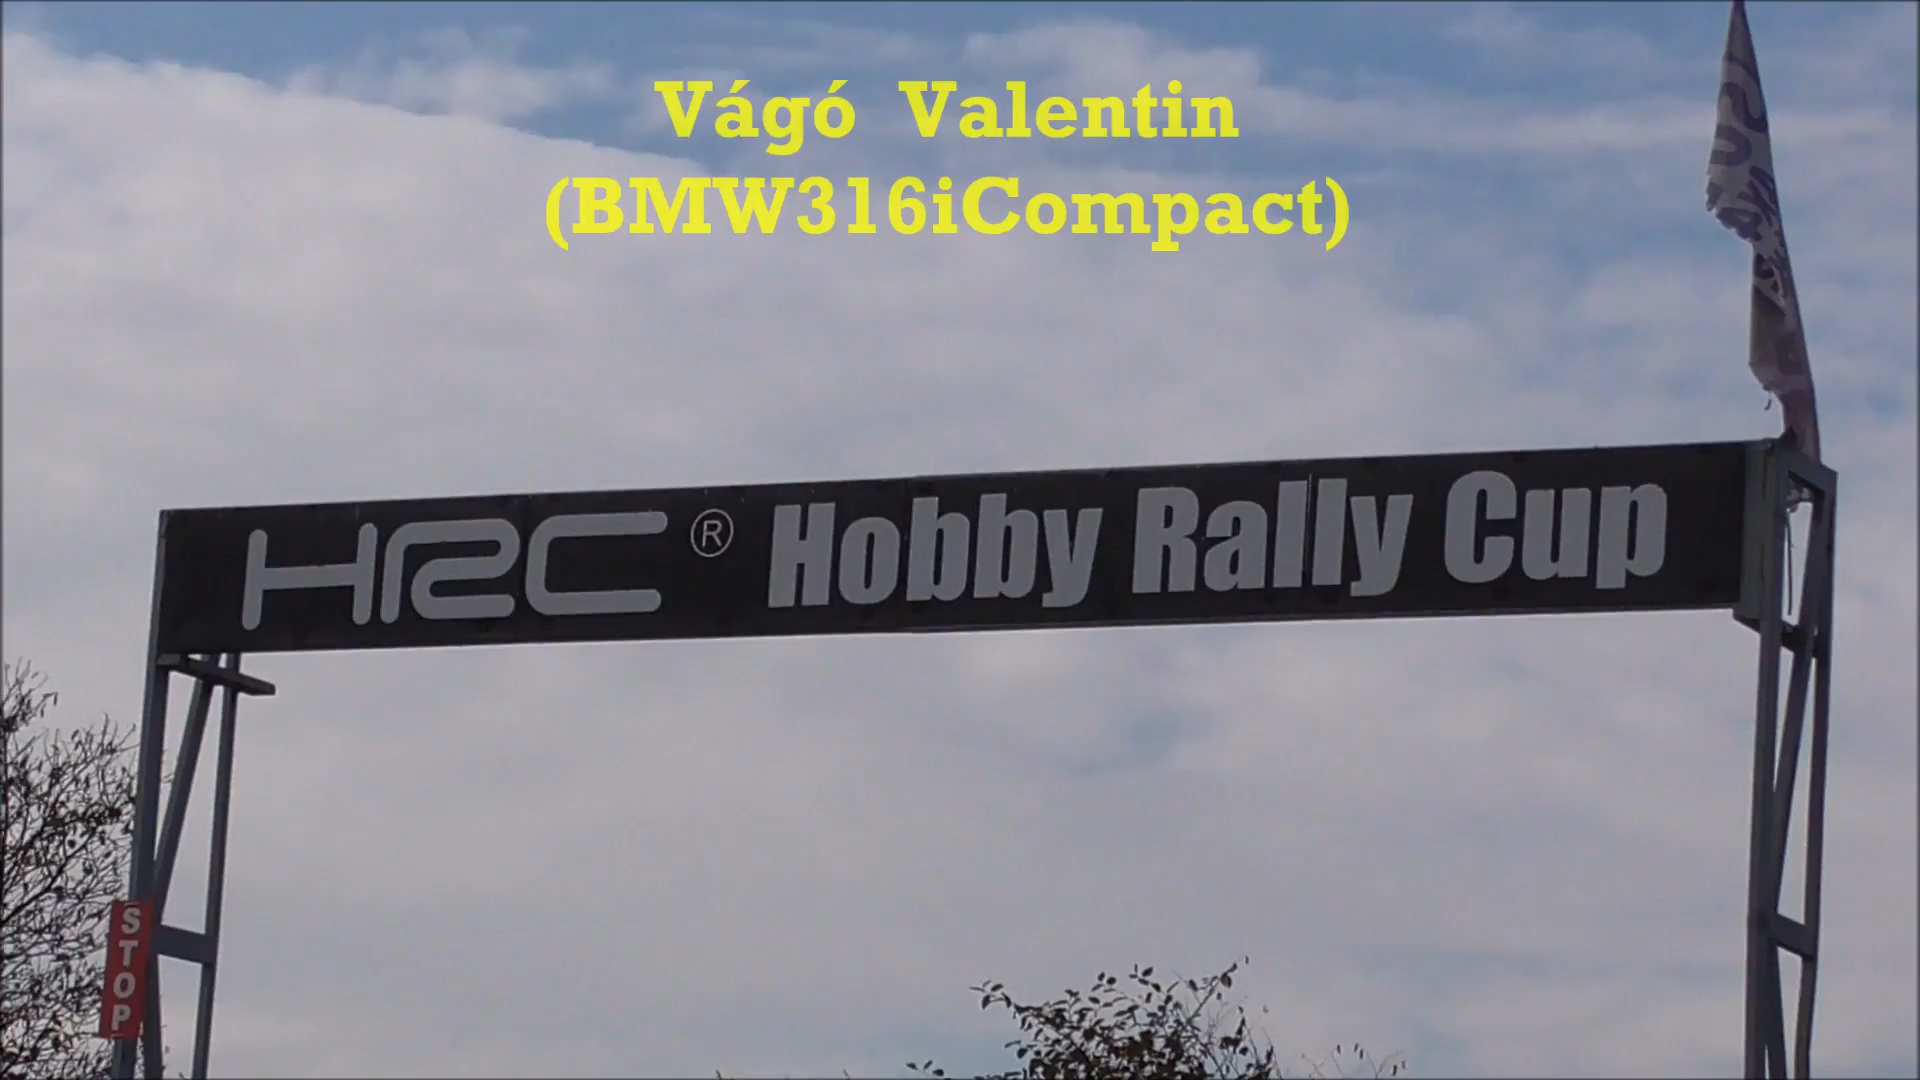 Vágó Valentin
(BMW316iCompact)
HRC® Hobby Rally Cup
STOP